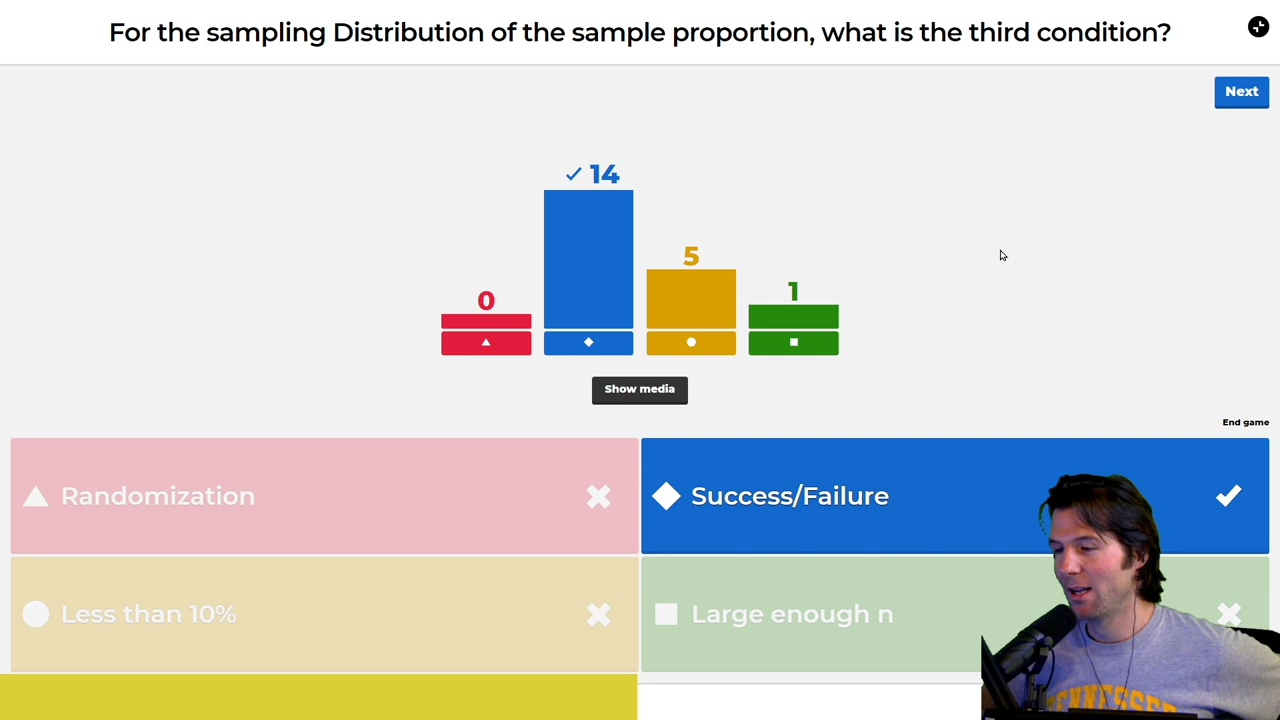 For the sampling Distribution of the sample proportion, what is the third condition?
Next
14
5
1
0
Show media
End game
Randomization
Success/Failure
Less than 10%
Large enough n
TENNESSEE